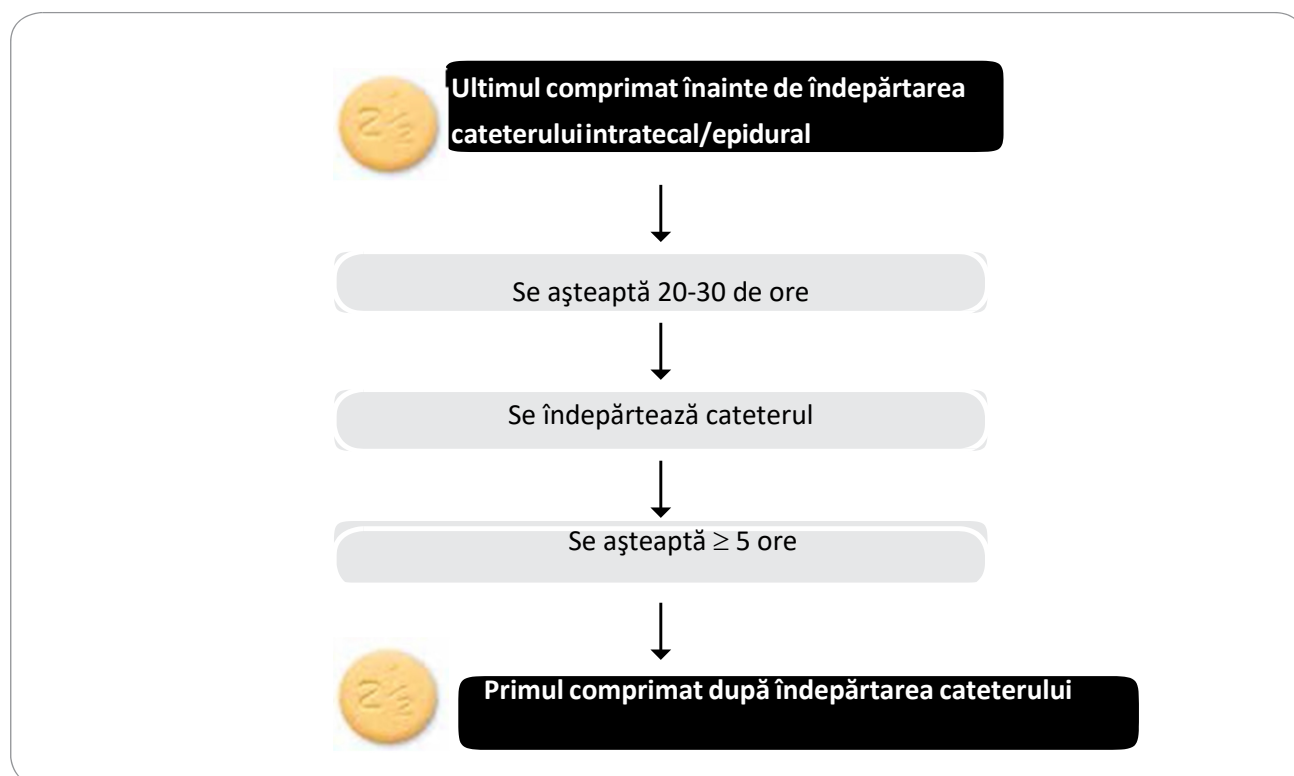 Ultimul comprimat înainte de îndepărtarea
cateterului intratecal/epidural
Se aşteaptă 20-30 de ore
Se îndepărtează cateterul
Se aşteaptă ≥ 5 ore
Primul comprimat după îndepărtarea cateterului